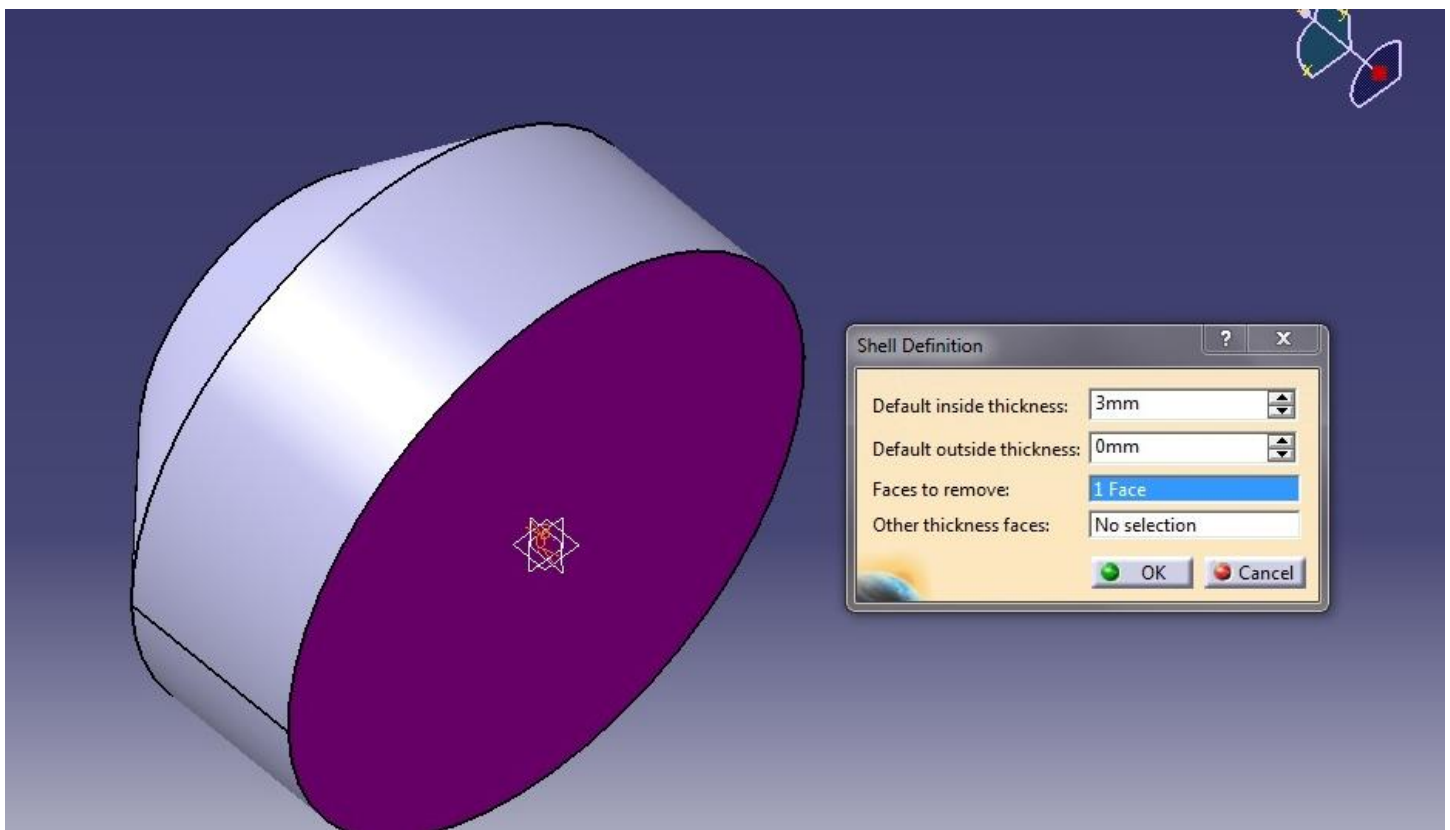 Shell Definition
? X
Default inside thickness: 3mm
Default outside thickness: 0mm
Faces to remove: 1 Face
Other thickness faces: No selection
OK Cancel